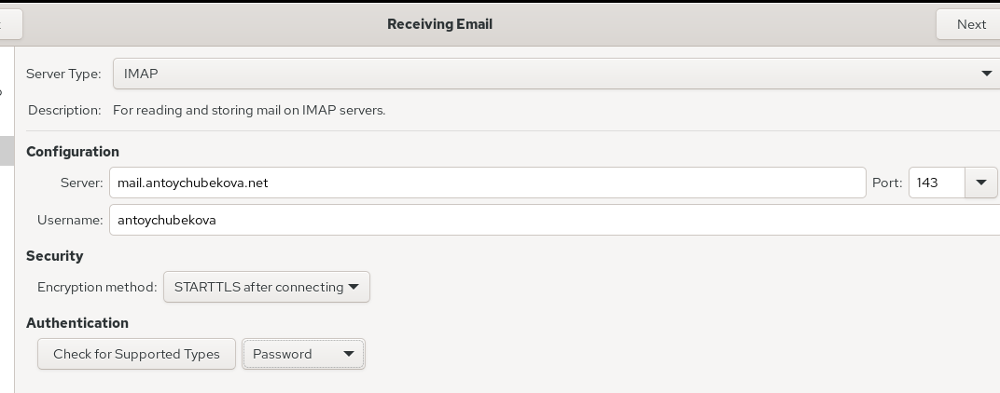 Receiving Email
Next
Server Type: IMAP
Description: For reading and storing mail on IMAP servers.
Configuration
Server: mail.antoychubekova.net Port: 143
Username: antoychubekova
Security
Encryption method: STARTTLS after connecting
Authentication
Check for Supported Types Password